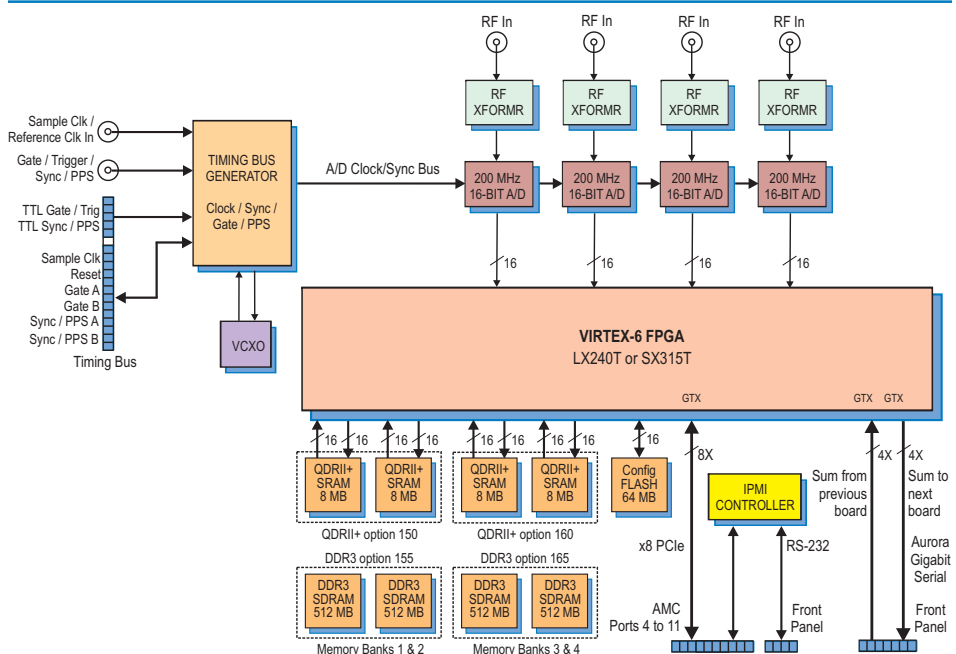 RF In
RF In
RF In
RF In
RF
XFORMR
RF
XFORMR
RF
XFORMR
RF
XFORMR
Sample Clk /
Reference Clk In
Gate / Trigger /
Sync / PPS
TTL Gate / Trig
TTL Sync / PPS
Sample Clk
Reset
Gate A
Gate B
Sync / PPS A
Sync / PPS B
Timing Bus
TIMING BUS
GENERATOR
Clock / Sync /
Gate / PPS
VCXO
A/D Clock/Sync Bus
200 MHz
16-BIT A/D
200 MHz
16-BIT A/D
200 MHz
16-BIT A/D
200 MHz
16-BIT A/D
16
16
16
16
VIRTEX-6 FPGA
LX240T or SX315T
GTX
GTX
GTX
16
16
16
16
16
16
16
16
16
8X
4X
4X
QDRII+
SRAM
8 MB
QDRII+
SRAM
8 MB
QDRII+
SRAM
8 MB
QDRII+
SRAM
8 MB
Config
FLASH
64 MB
QDRII+ option 150
QDRII+ option 160
DDR3 option 155
DDR3 option 165
DDR3
SDRAM
512 MB
DDR3
SDRAM
512 MB
DDR3
SDRAM
512 MB
DDR3
SDRAM
512 MB
Memory Banks 1 & 2
Memory Banks 3 & 4
IPMI
CONTROLLER
x8 PCIe
RS-232
AMC
Ports 4 to 11
Front
Panel
Sum from
previous
board
Sum to
next
board
Aurora
Gigabit
Serial
Front
Panel